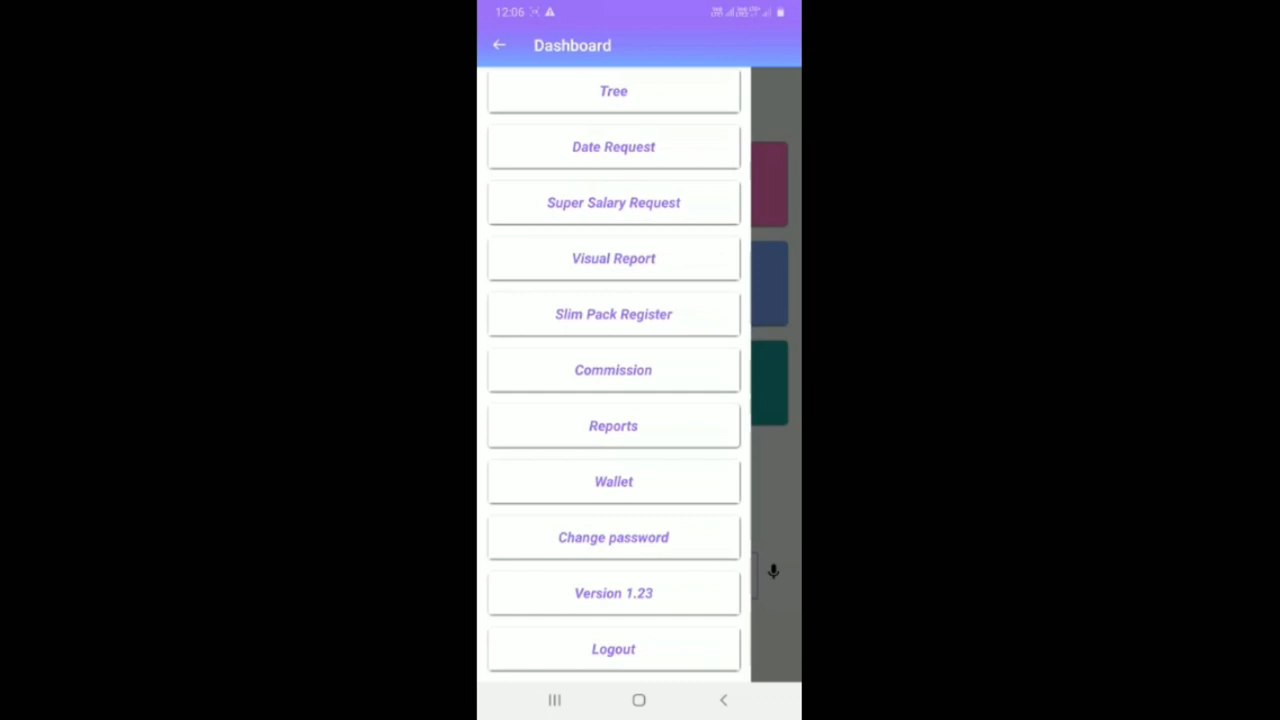 12:06
Dashboard
Tree
Date Request
Super Salary Request
Visual Report
Slim Pack Register
Commission
Reports
Wallet
Change password
Version 1.23
Logout